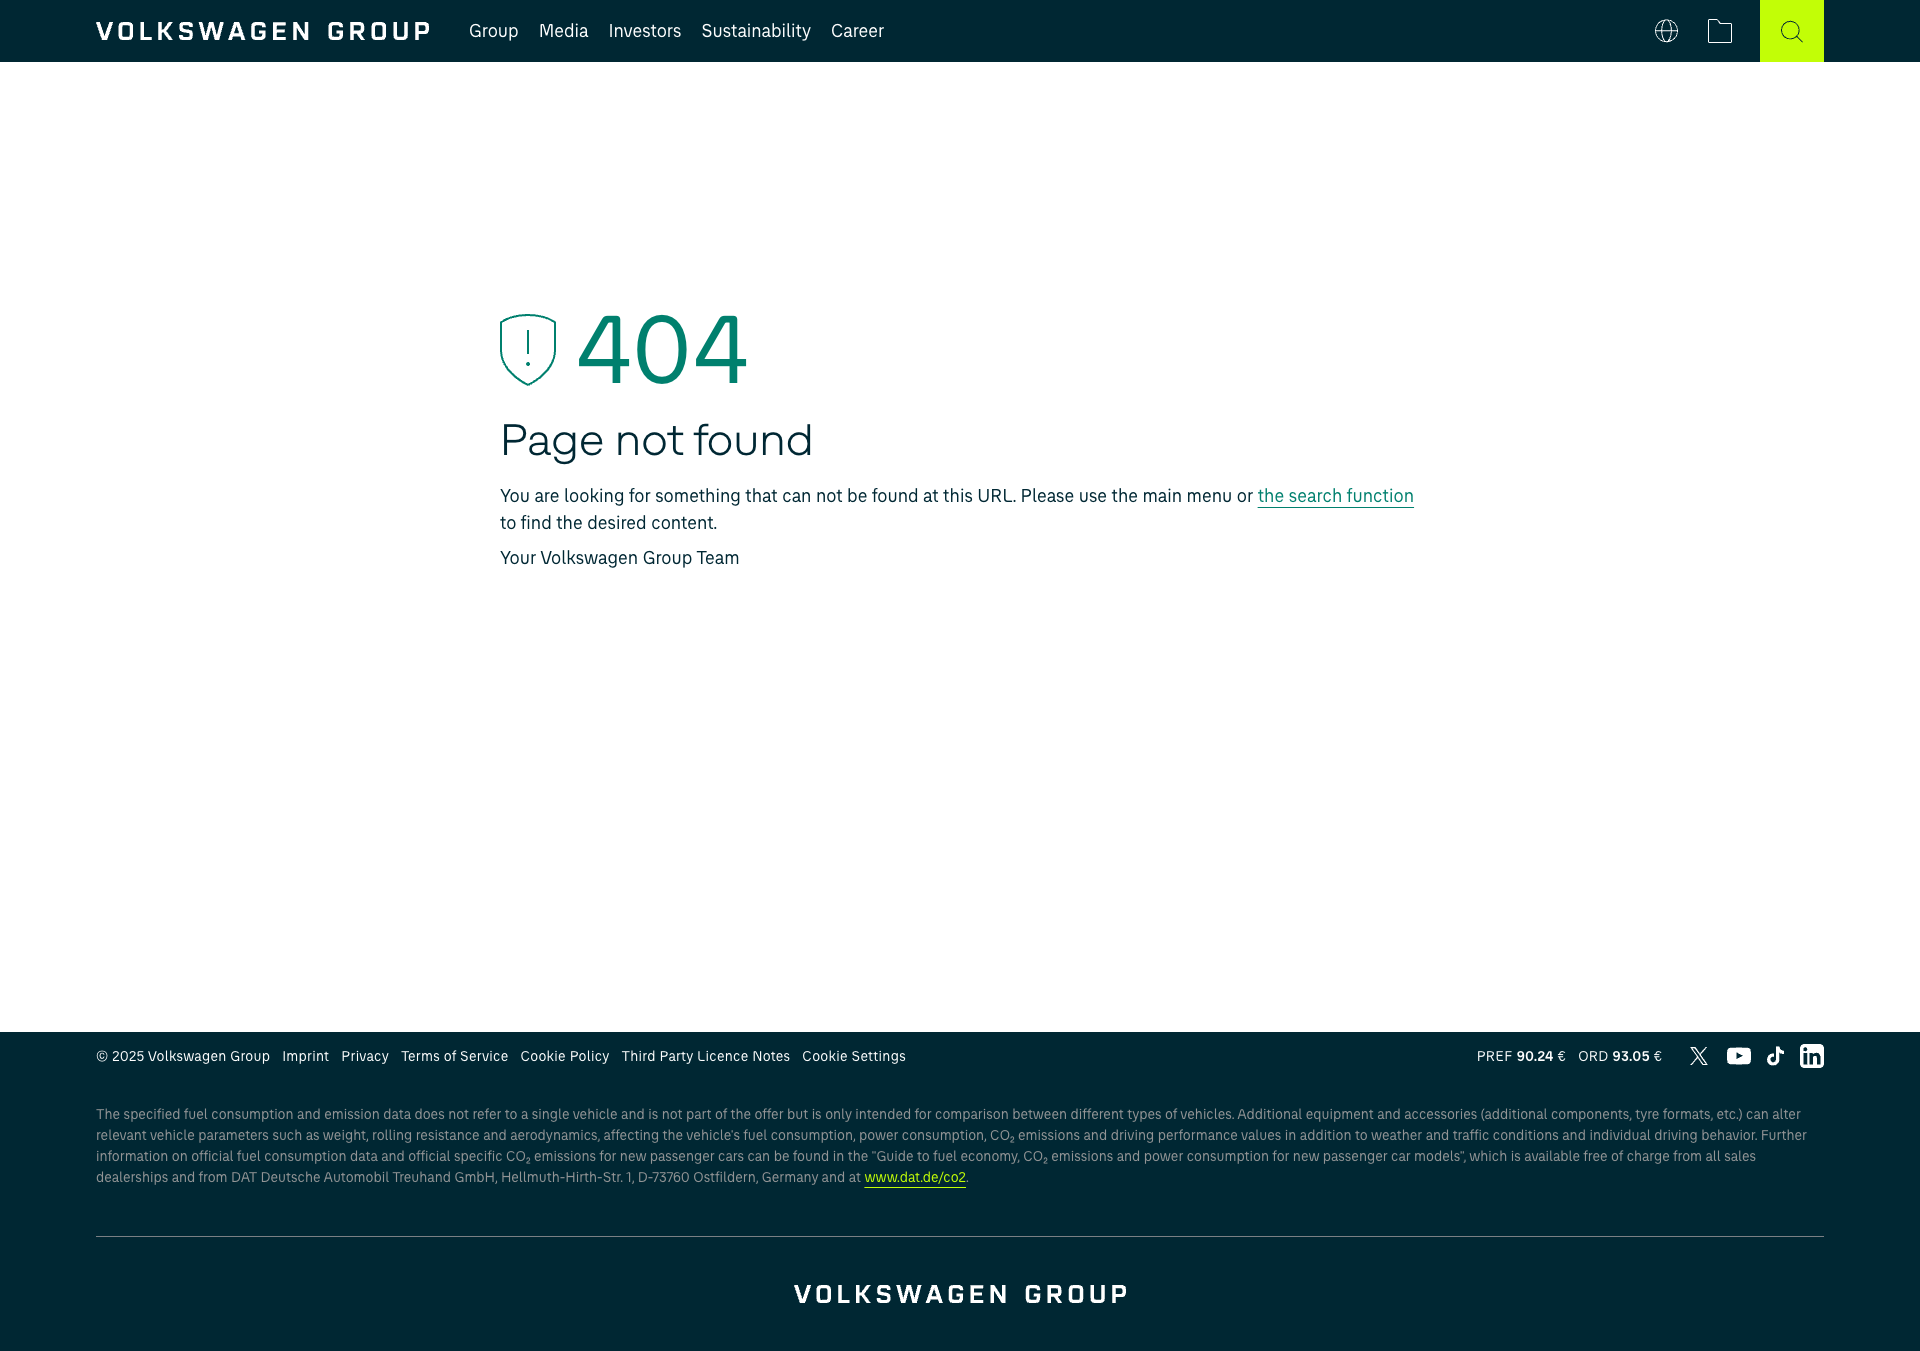 VOLKSWAGEN GROUP Group Media Investors Sustainability Career
404
Page not found
You are looking for something that can not be found at this URL. Please use the main menu or the search function
to find the desired content.
Your Volkswagen Group Team
© 2025 Volkswagen Group Imprint Privacy Terms of Service Cookie Policy Third Party Licence Notes Cookie Settings PREF 90.24 € ORD 93.05 €
The specified fuel consumption and emission data does not refer to a single vehicle and is not part of the offer but is only intended for comparison between different types of vehicles. Additional equipment and accessories (additional components, tyre formats, etc.) can alter
relevant vehicle parameters such as weight, rolling resistance and aerodynamics, affecting the vehicle's fuel consumption, power consumption, CO₂ emissions and driving performance values in addition to weather and traffic conditions and individual driving behavior. Further
information on official fuel consumption data and official specific CO₂ emissions for new passenger cars can be found in the "Guide to fuel economy, CO₂ emissions and power consumption for new passenger car models", which is available free of charge from all sales
dealerships and from DAT Deutsche Automobil Treuhand GmbH, Hellmuth-Hirth-Str. 1, D-73760 Ostfildern, Germany and at www.dat.de/co2.
VOLKSWAGEN GROUP